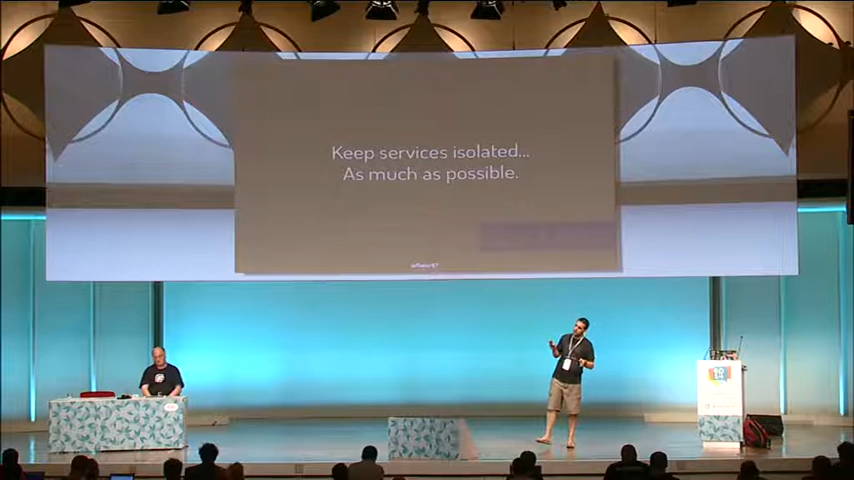 Keep services isolated...
As much as possible.